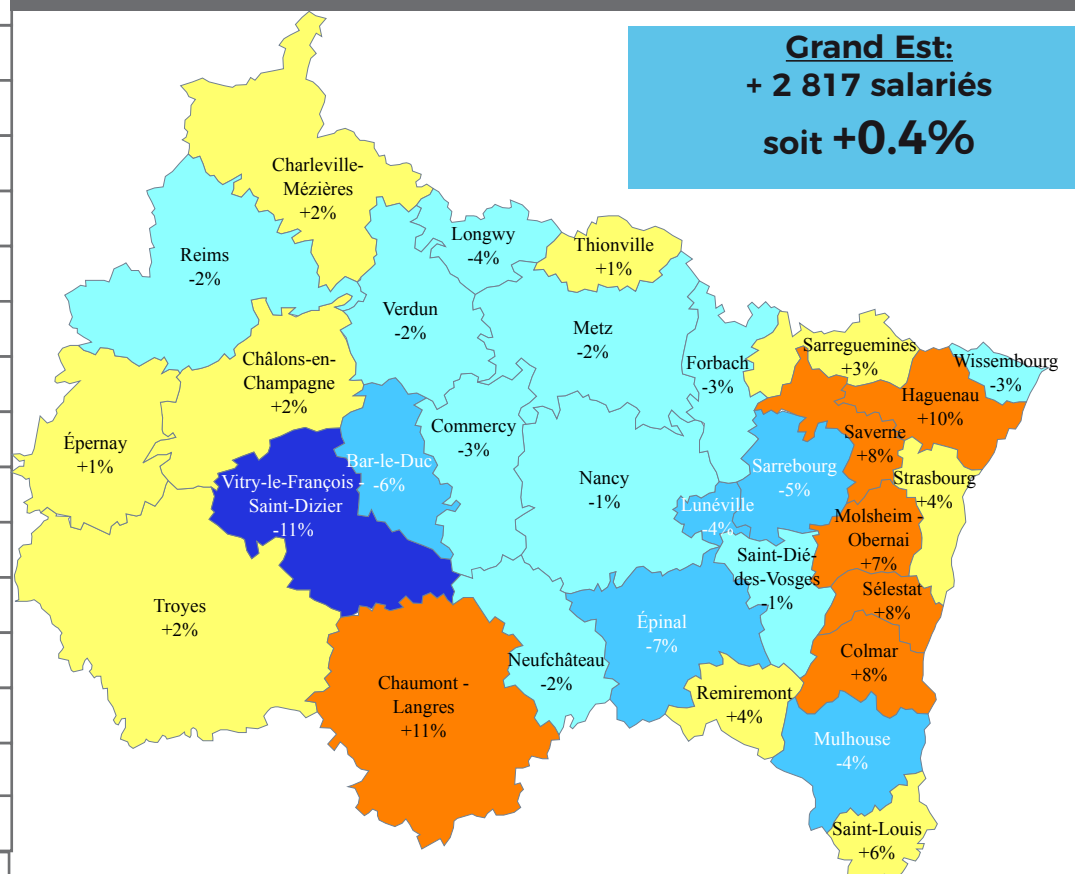 Grand Est:
+ 2 817 salariés
soit +0.4%
Charleville-
Mézières
+2%
Reims
-2%
Longwy
-4%
Thionville
+1%
Verdun
-2%
Metz
-2%
Châlons-en-
Champagne
+2%
Forbach
-3%
Sarreguemines
+3%
Wissembourg
-3%
Haguenau
+10%
Épernay
+1%
Commercy
-3%
Saverne
+8%
Bar-le-Duc
-6%
Vitry-le-François -
Saint-Dizier
-11%
Nancy
-1%
Sarrebourg
-5%
Strasbourg
+4%
Lunéville
-4%
Molsheim -
Obernai
+7%
Saint-Dié-
des-Vosges
-1%
Sélestat
+8%
Troyes
+2%
Épinal
-7%
Colmar
+8%
Neufchâteau
-2%
Chaumont -
Langres
+11%
Remiremont
+4%
Mulhouse
-4%
Saint-Louis
+6%